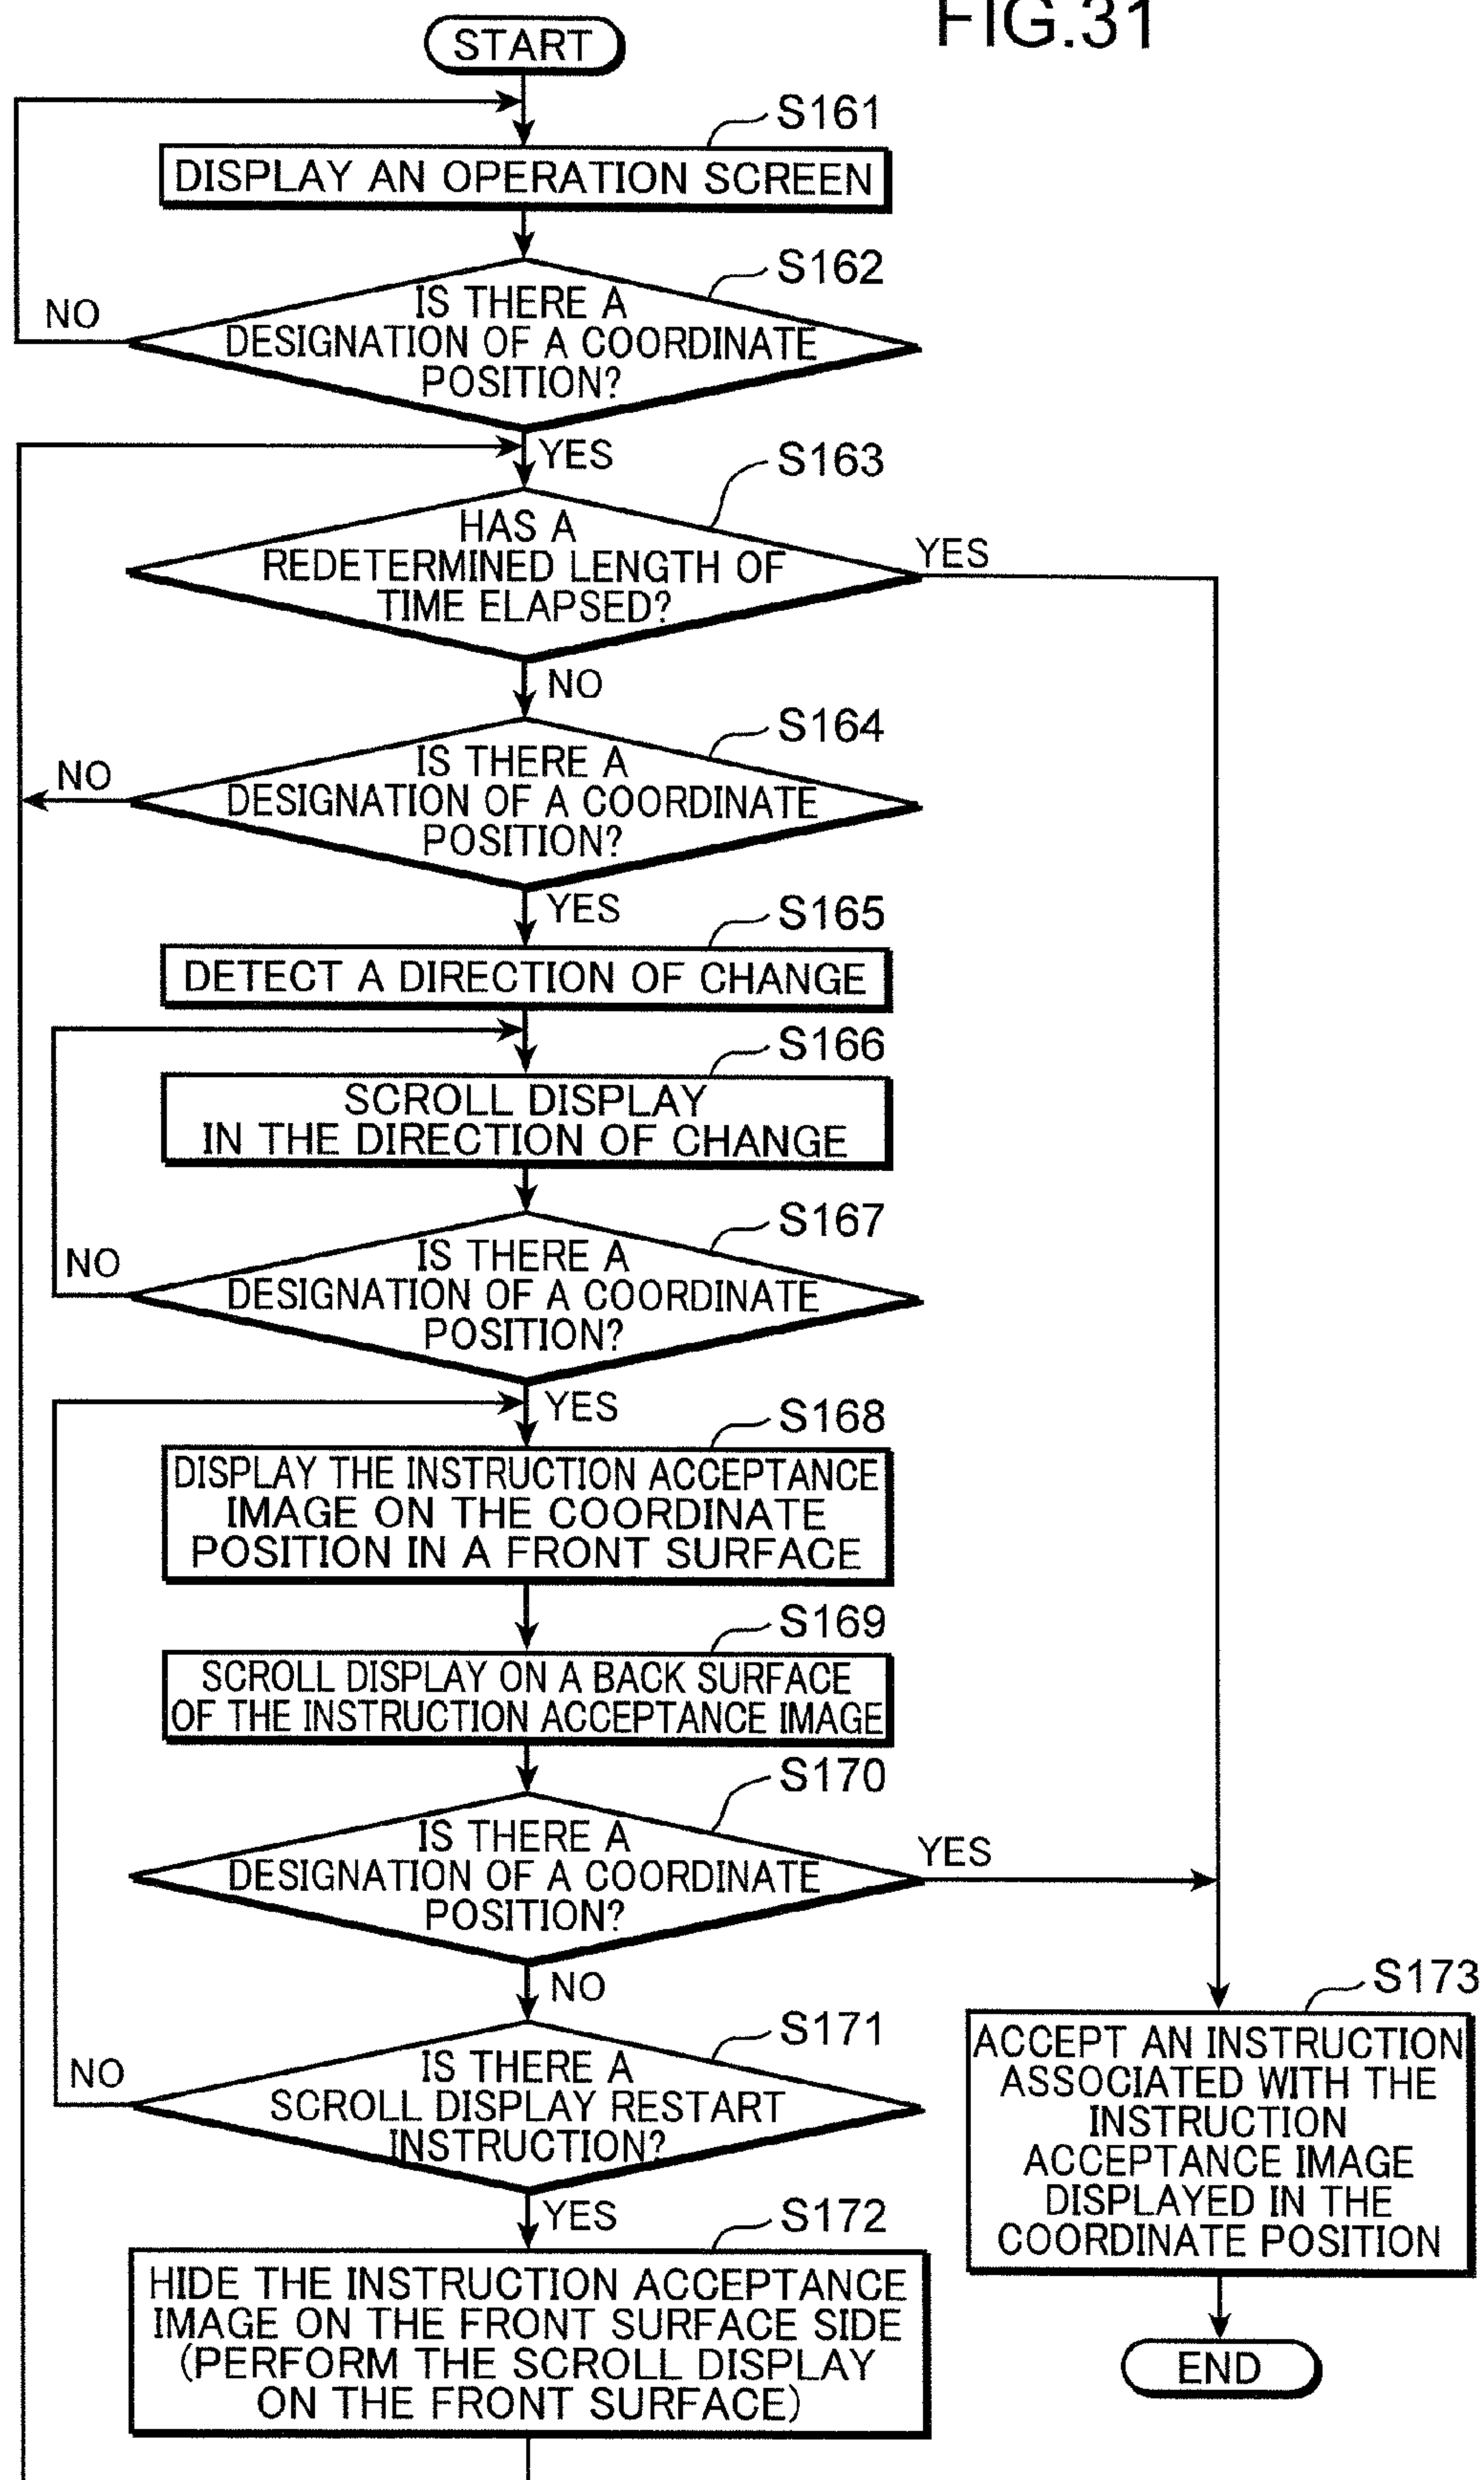 FIG.31
START
S161
DISPLAY AN OPERATION SCREEN
S162
IS THERE A
DESIGNATION OF A COORDINATE
POSITION?
NO
YES
S163
HAS A
REDETERMINED LENGTH OF
TIME ELAPSED?
YES
NO
S164
IS THERE A
DESIGNATION OF A COORDINATE
POSITION?
NO
YES
S165
DETECT A DIRECTION OF CHANGE
S166
SCROLL DISPLAY
IN THE DIRECTION OF CHANGE
S167
IS THERE A
DESIGNATION OF A COORDINATE
POSITION?
NO
YES
S168
DISPLAY THE INSTRUCTION ACCEPTANCE
IMAGE ON THE COORDINATE
POSITION IN A FRONT SURFACE
S169
SCROLL DISPLAY ON A BACK SURFACE
OF THE INSTRUCTION ACCEPTANCE IMAGE
S170
IS THERE A
DESIGNATION OF A COORDINATE
POSITION?
YES
NO
S171
IS THERE A
SCROLL DISPLAY RESTART
INSTRUCTION?
NO
YES
S172
HIDE THE INSTRUCTION ACCEPTANCE
IMAGE ON THE FRONT SURFACE SIDE
(PERFORM THE SCROLL DISPLAY
ON THE FRONT SURFACE)
S173
ACCEPT AN INSTRUCTION
ASSOCIATED WITH THE
INSTRUCTION
ACCEPTANCE IMAGE
DISPLAYED IN THE
COORDINATE POSITION
END